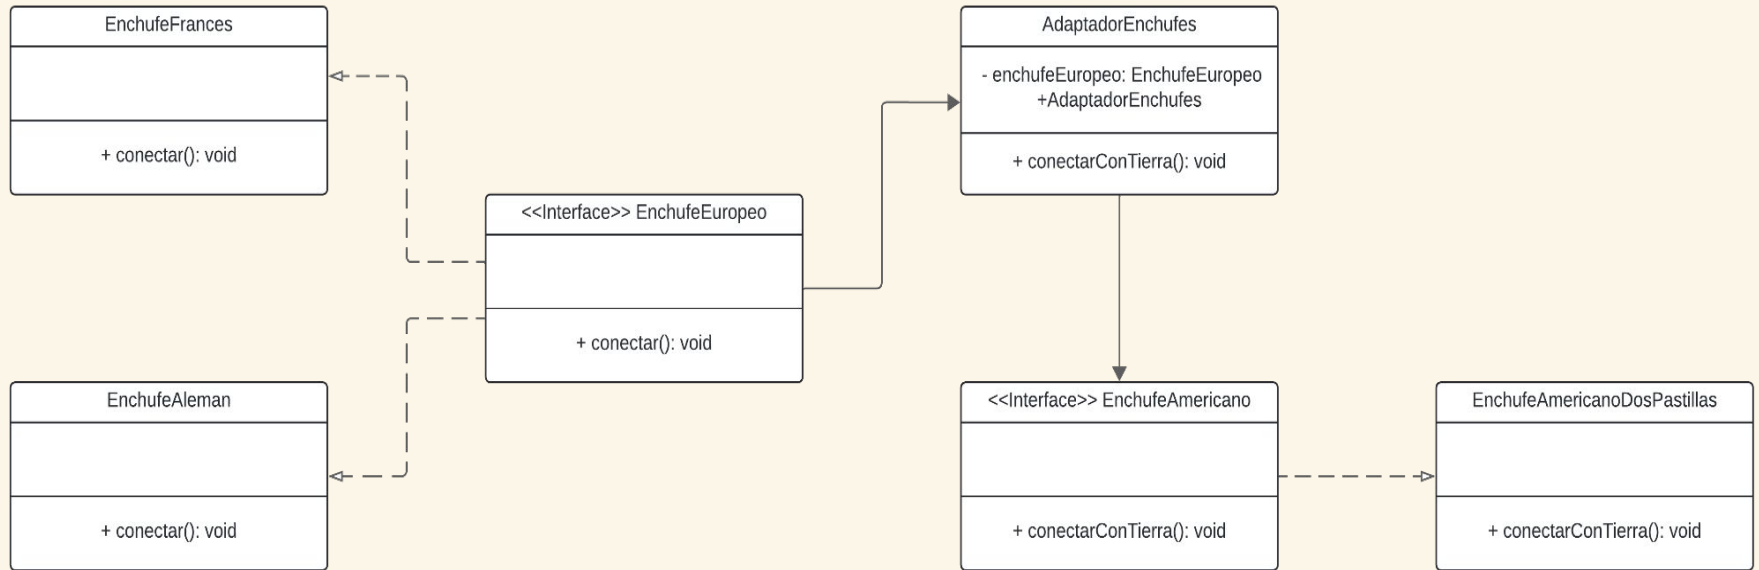 EnchufeFrances
+ conectar(): void
AdaptadorEnchufes
- enchufeEuropeo: EnchufeEuropeo
+AdaptadorEnchufes
+ conectarConTierra(): void
<<Interface>> EnchufeEuropeo
+ conectar(): void
EnchufeAleman
+ conectar(): void
<<Interface>> EnchufeAmericano
+ conectarConTierra(): void
EnchufeAmericanoDosPastillas
+ conectarConTierra(): void